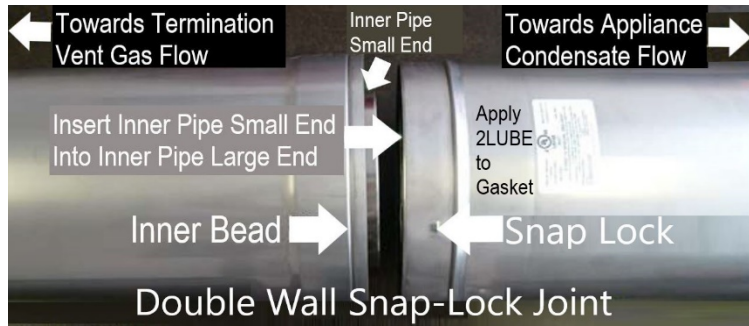 Towards Termination
Vent Gas Flow
Inner Pipe
Small End
Towards Appliance
Condensate Flow
Insert Inner Pipe Small End
Into Inner Pipe Large End
Apply
2LUBE
to
Gasket
Inner Bead
Snap Lock
Double Wall Snap-Lock Joint